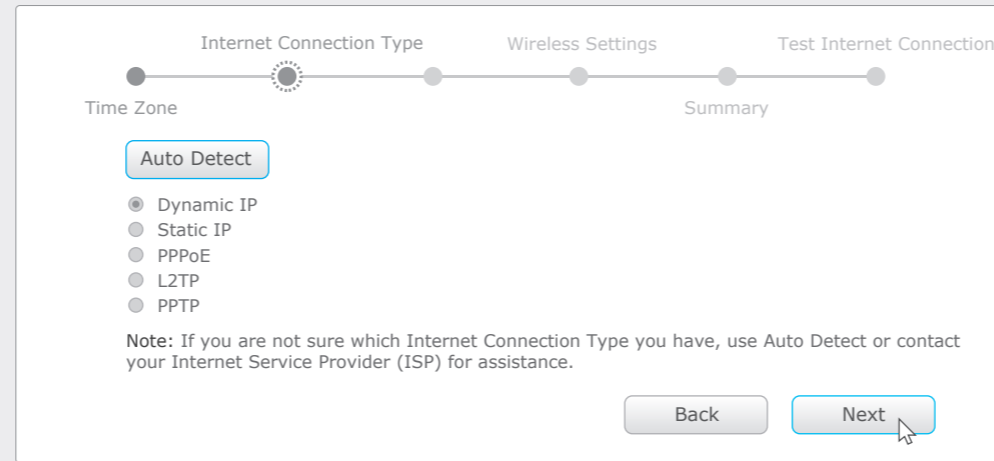 Internet Connection Type Wireless Settings Test Internet Connection
Time Zone Summary
Auto Detect
Dynamic IP
Static IP
PPPoE
L2TP
PPTP
Note: If you are not sure which Internet Connection Type you have, use Auto Detect or contact
your Internet Service Provider (ISP) for assistance.
Back Next